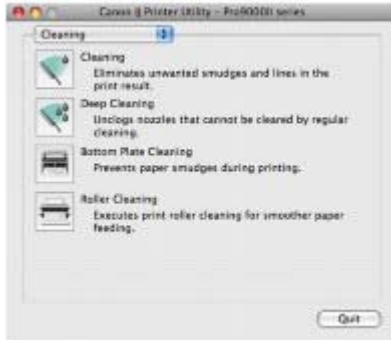 Canon IJ Printer Utility – Pro9000II series
Cleaning
Cleaning
Eliminates unwanted smudges and lines in the
print result.
Deep Cleaning
Unclogs nozzles that cannot be cleared by regular
cleaning.
Bottom Plate Cleaning
Prevents paper smudges during printing.
Roller Cleaning
Executes print roller cleaning for smoother paper
feeding.
Quit